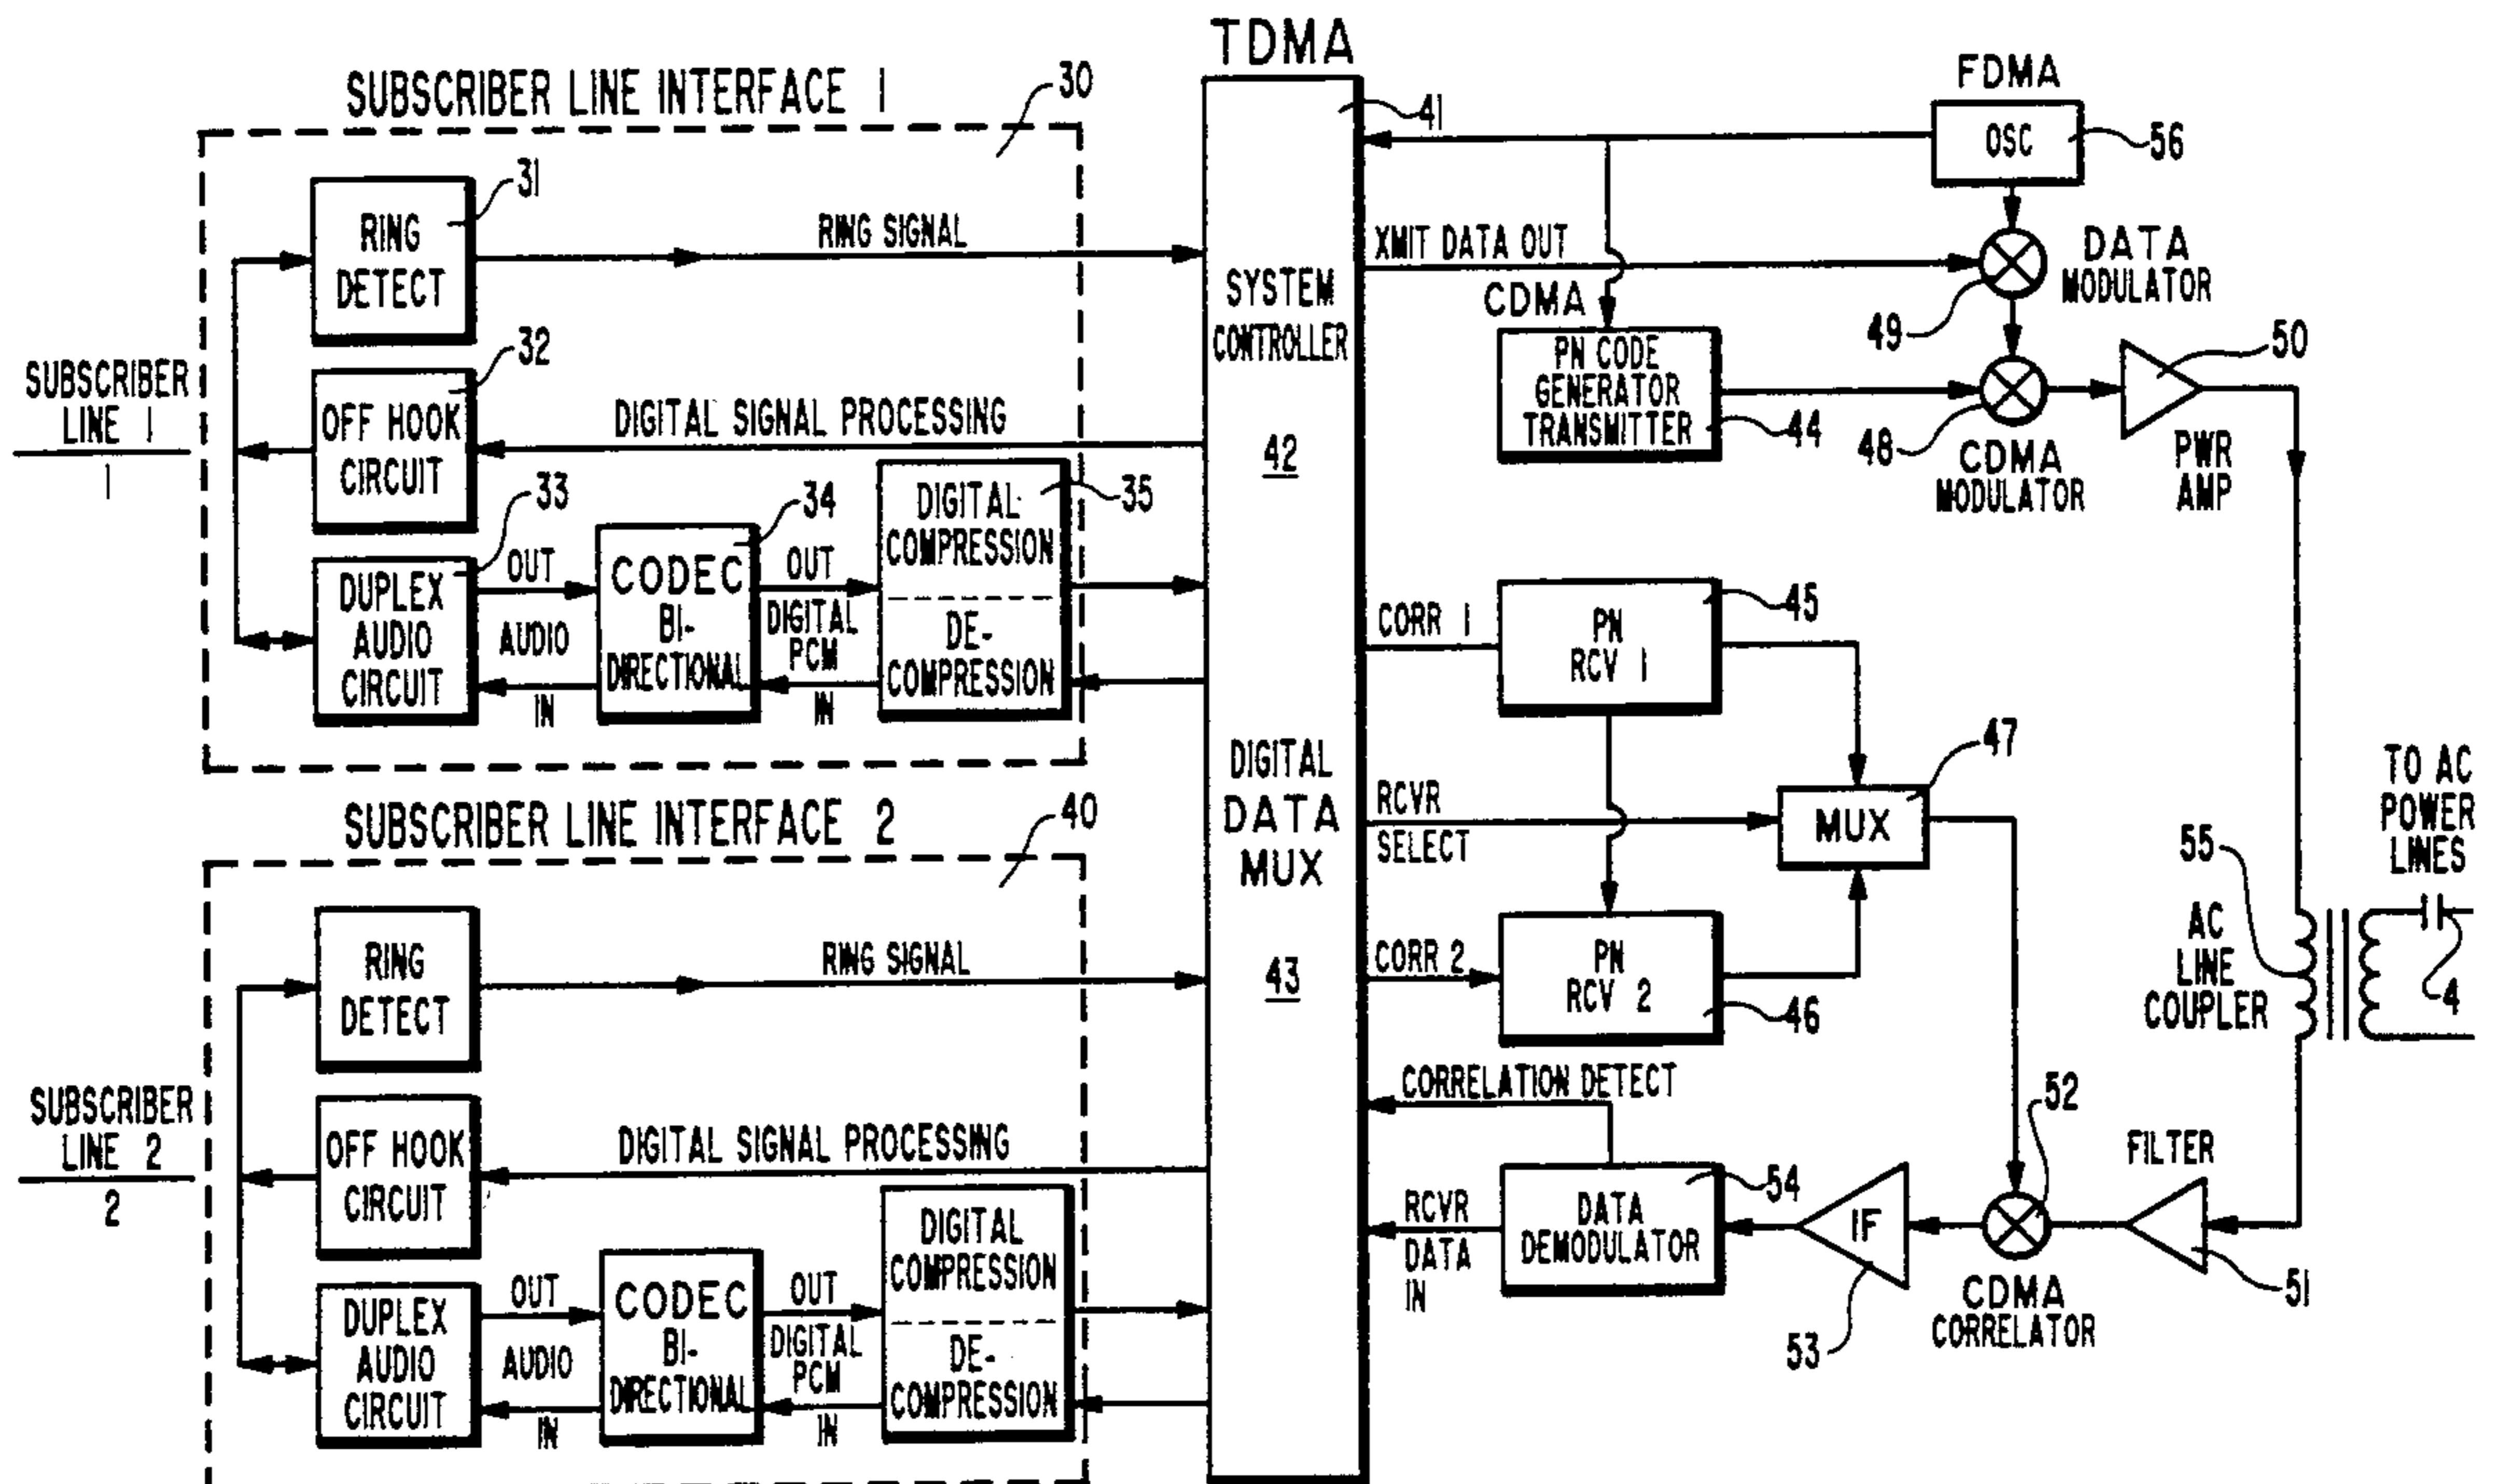 TDMA
SUBSCRIBER LINE INTERFACE 1
30
41
FDMA
OSC
56
RING
DETECT
31
RING SIGNAL
XMIT DATA OUT
DATA
MODULATOR
49
SYSTEM
CONTROLLER
42
CDMA
PN CODE
GENERATOR
TRANSMITTER
44
48
CDMA
MODULATOR
50
PWR
AMP
SUBSCRIBER
LINE 1
1
OFF HOOK
CIRCUIT
32
DIGITAL SIGNAL PROCESSING
DUPLEX
AUDIO
CIRCUIT
33
OUT
AUDIO
IN
CODEC
BI-
DIRECTIONAL
34
OUT
DIGITAL
PCM
IN
DIGITAL
COMPRESSION
DE-
COMPRESSION
35
CORR 1
PN
RCV 1
45
DIGITAL
DATA
MUX
43
RCVR
SELECT
MUX
47
TO AC
POWER
LINES
55
AC
LINE
COUPLER
4
SUBSCRIBER LINE INTERFACE 2
40
RING
DETECT
RING SIGNAL
CORR 2
PN
RCV 2
46
CORRELATION DETECT
52
FILTER
51
SUBSCRIBER
LINE 2
2
OFF HOOK
CIRCUIT
DIGITAL SIGNAL PROCESSING
RCVR
DATA
IN
DATA
DEMODULATOR
54
IF
53
CDMA
CORRELATOR
DUPLEX
AUDIO
CIRCUIT
OUT
AUDIO
IN
CODEC
BI-
DIRECTIONAL
OUT
DIGITAL
PCM
IN
DIGITAL
COMPRESSION
DE-
COMPRESSION